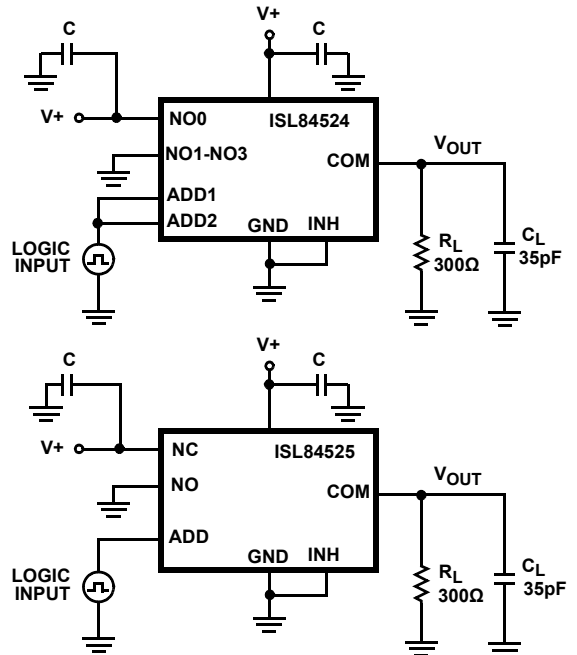 V+
C
C
V+
NO0
ISL84524
NO1-NO3
COM
VOUT
ADD1
ADD2
GND
INH
LOGIC
INPUT
RL
300Ω
CL
35pF
V+
C
C
V+
NC
ISL84525
NO
COM
VOUT
ADD
GND
INH
LOGIC
INPUT
RL
300Ω
CL
35pF